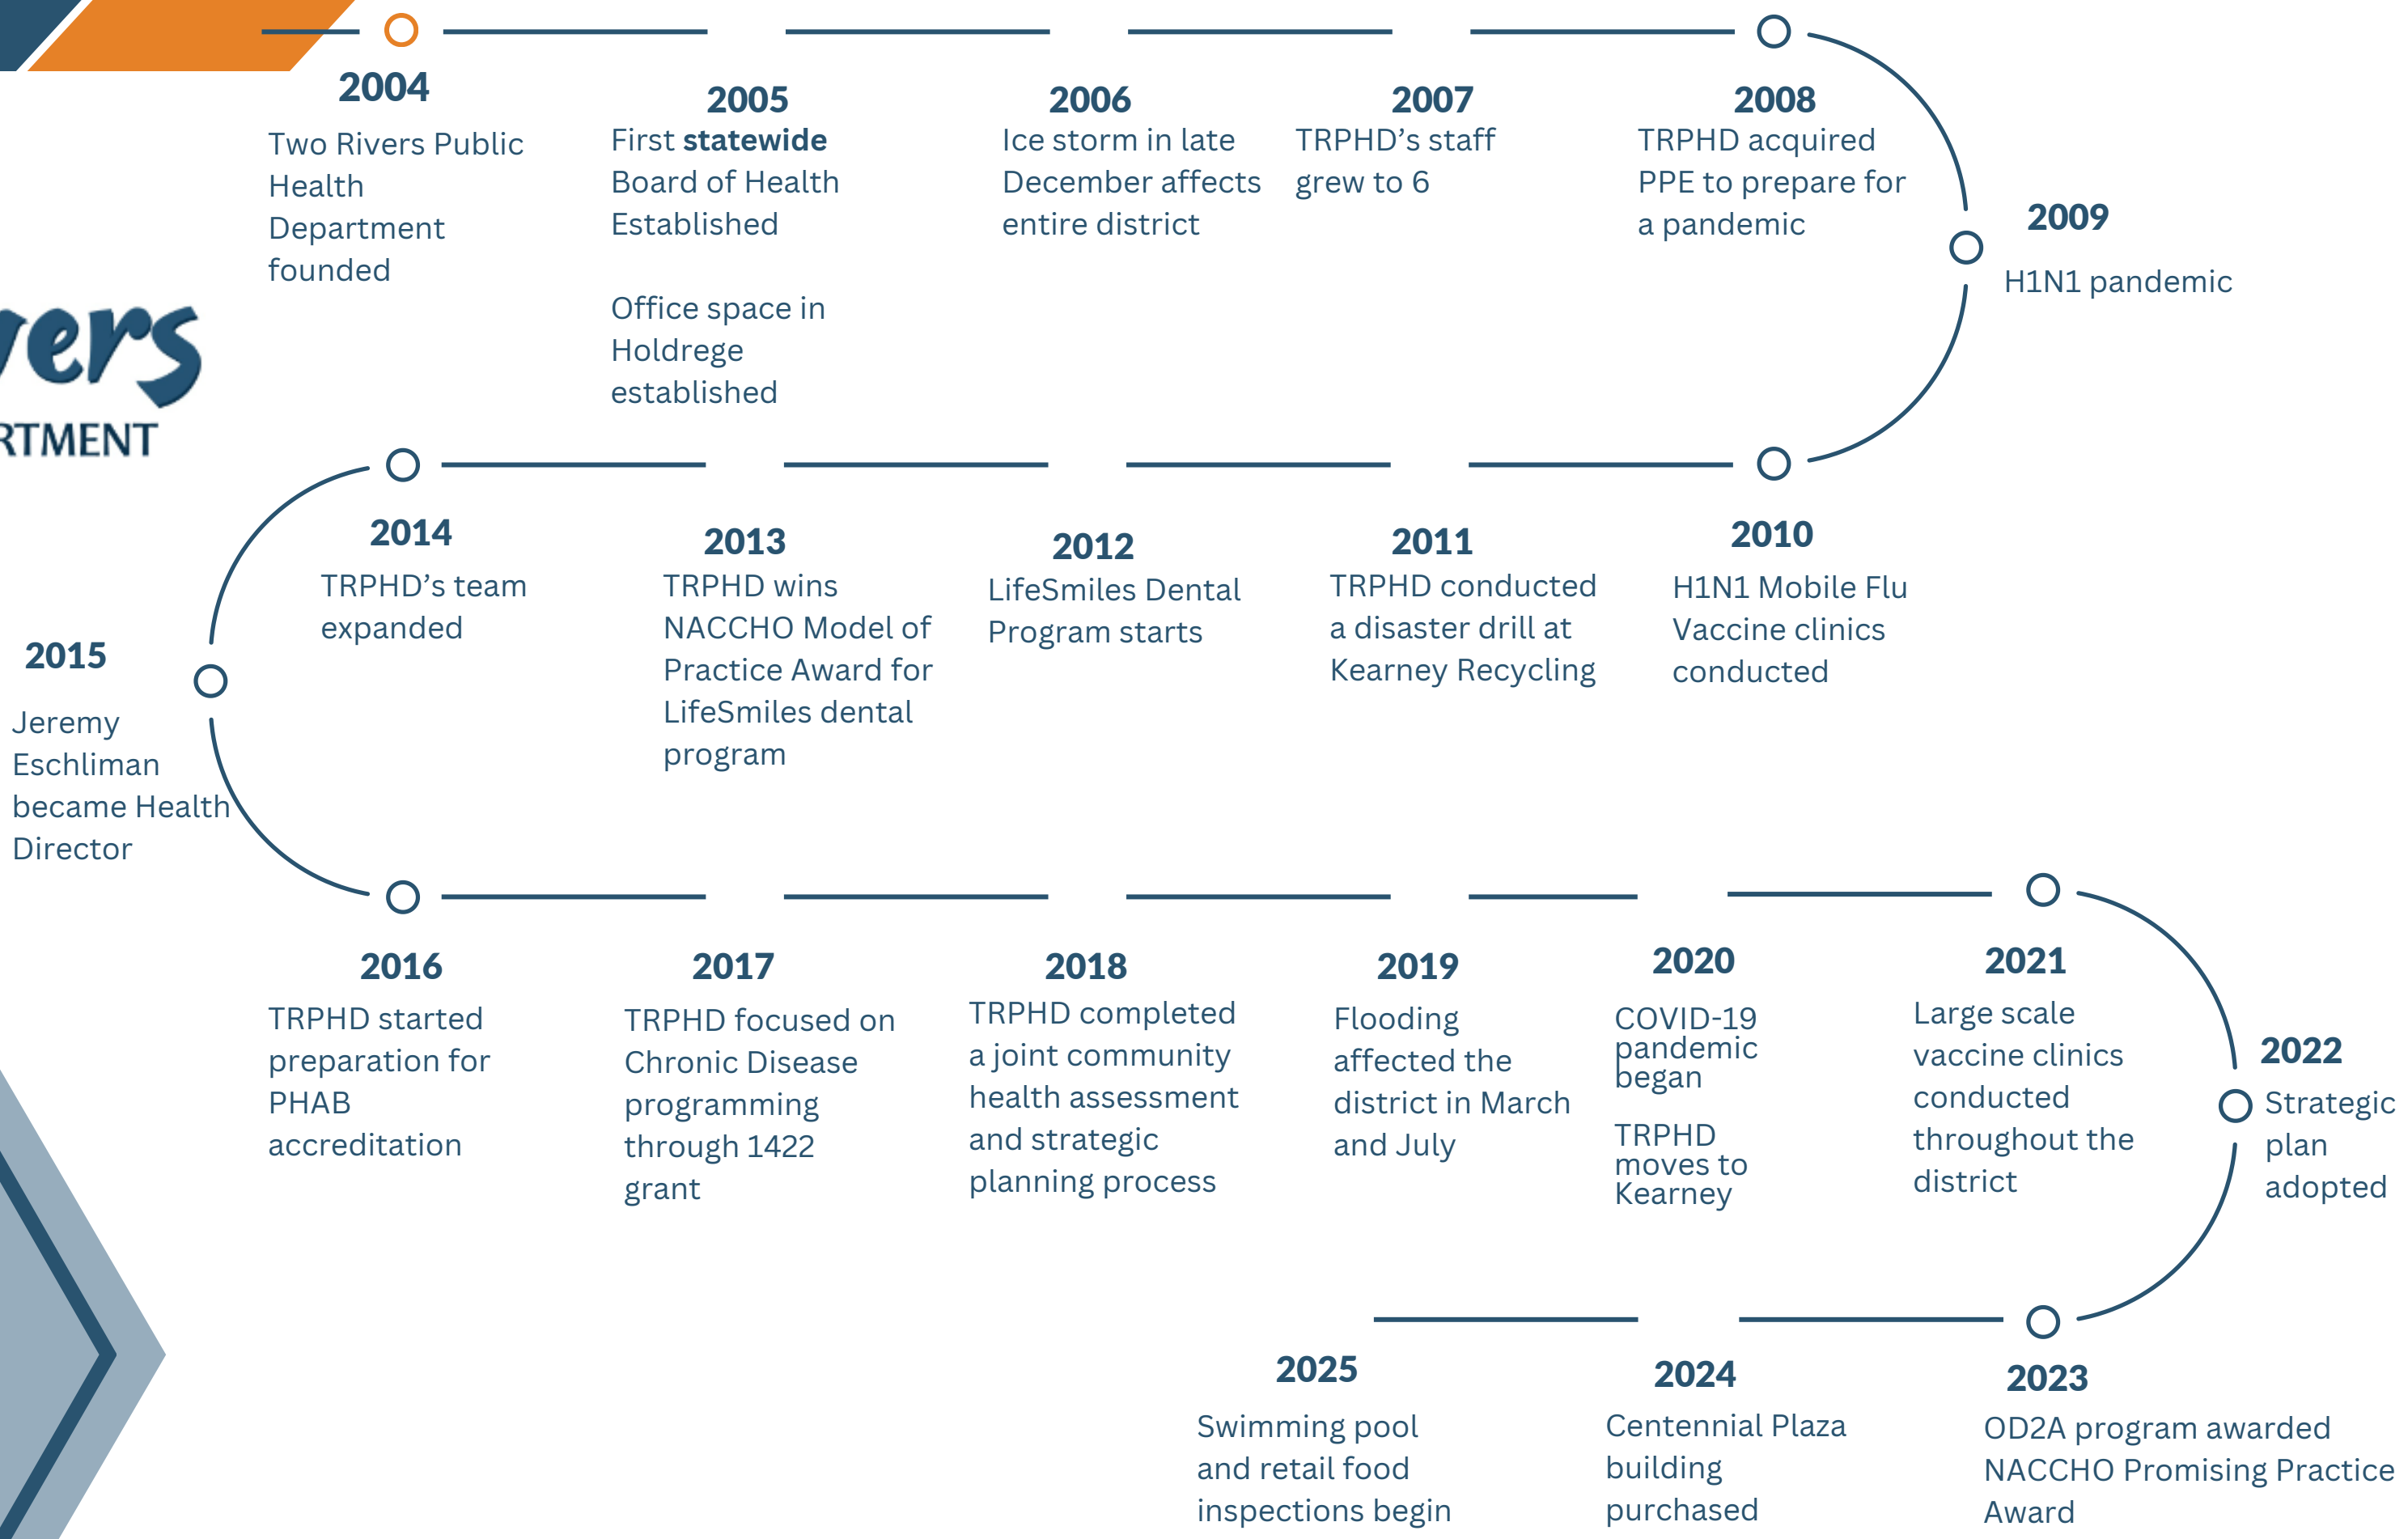 2004
Two Rivers Public
Health
Department
founded
2005
First statewide
Board of Health
Established
Office space in
Holdrege
established
2006
Ice storm in late
December affects
entire district
2007
TRPHD’s staff
grew to 6
2008
TRPHD acquired
PPE to prepare for
a pandemic
2009
H1N1 pandemic
vers
RTMENT
2010
H1N1 Mobile Flu
Vaccine clinics
conducted
2011
TRPHD conducted
a disaster drill at
Kearney Recycling
2012
LifeSmiles Dental
Program starts
2013
TRPHD wins
NACCHO Model of
Practice Award for
LifeSmiles dental
program
2014
TRPHD’s team
expanded
2015
Jeremy
Eschliman
became Health
Director
2016
TRPHD started
preparation for
PHAB
accreditation
2017
TRPHD focused on
Chronic Disease
programming
through 1422
grant
2018
TRPHD completed
a joint community
health assessment
and strategic
planning process
2019
Flooding
affected the
district in March
and July
2020
COVID-19
pandemic
began
TRPHD
moves to
Kearney
2021
Large scale
vaccine clinics
conducted
throughout the
district
2022
Strategic
plan
adopted
2023
OD2A program awarded
NACCHO Promising Practice
Award
2024
Centennial Plaza
building
purchased
2025
Swimming pool
and retail food
inspections begin